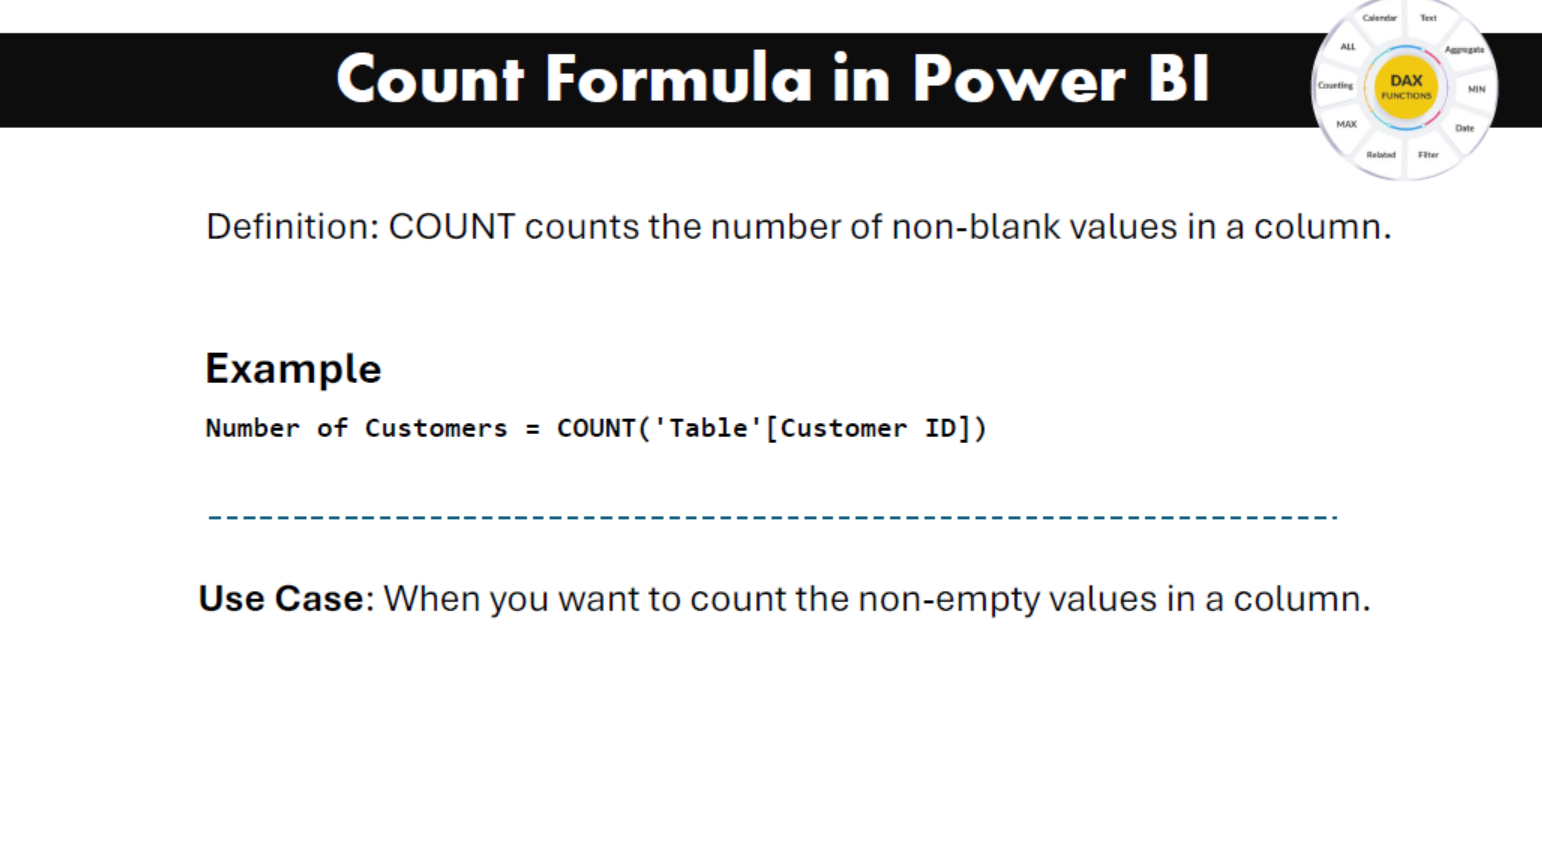 Count Formula in Power BI
Calendar
Text
ALL
Aggregate
Counting
DAX
FUNCTIONS
MIN
MAX
Date
Related
Filter
Definition: COUNT counts the number of non-blank values in a column.
Example
Number of Customers = COUNT('Table'[Customer ID])
Use Case: When you want to count the non-empty values in a column.